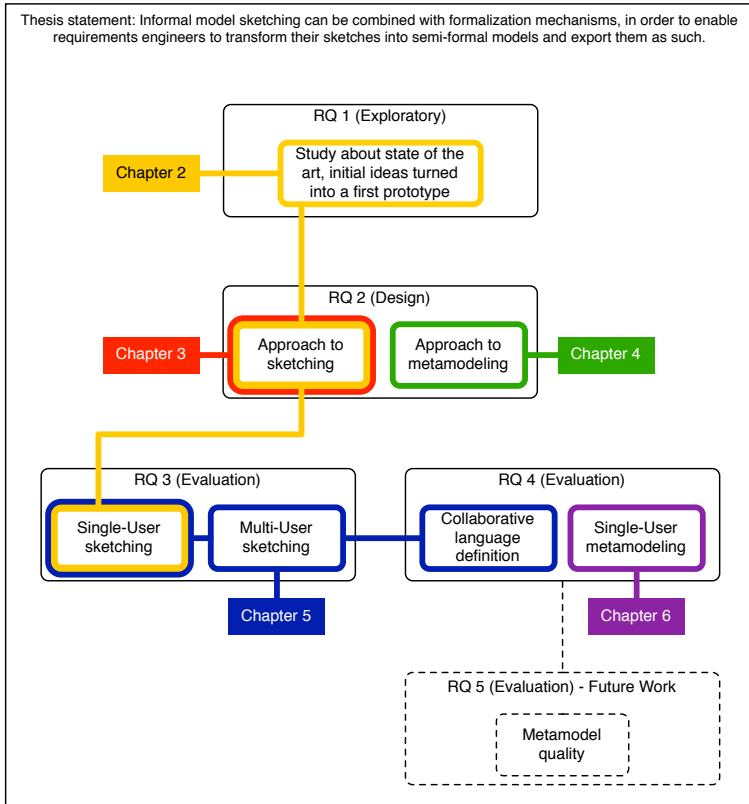 Thesis statement: Informal model sketching can be combined with formalization mechanisms, in order to enable
requirements engineers to transform their sketches into semi-formal models and export them as such.
RQ 1 (Exploratory)
Study about state of the
art, initial ideas turned
into a first prototype
Chapter 2
RQ 2 (Design)
Chapter 3
Approach to
sketching
Approach to
metamodeling
Chapter 4
RQ 3 (Evaluation)
Single-User
sketching
Multi-User
sketching
Chapter 5
RQ 4 (Evaluation)
Collaborative
language
definition
Single-User
metamodeling
Chapter 6
RQ 5 (Evaluation) - Future Work
Metamodel
quality